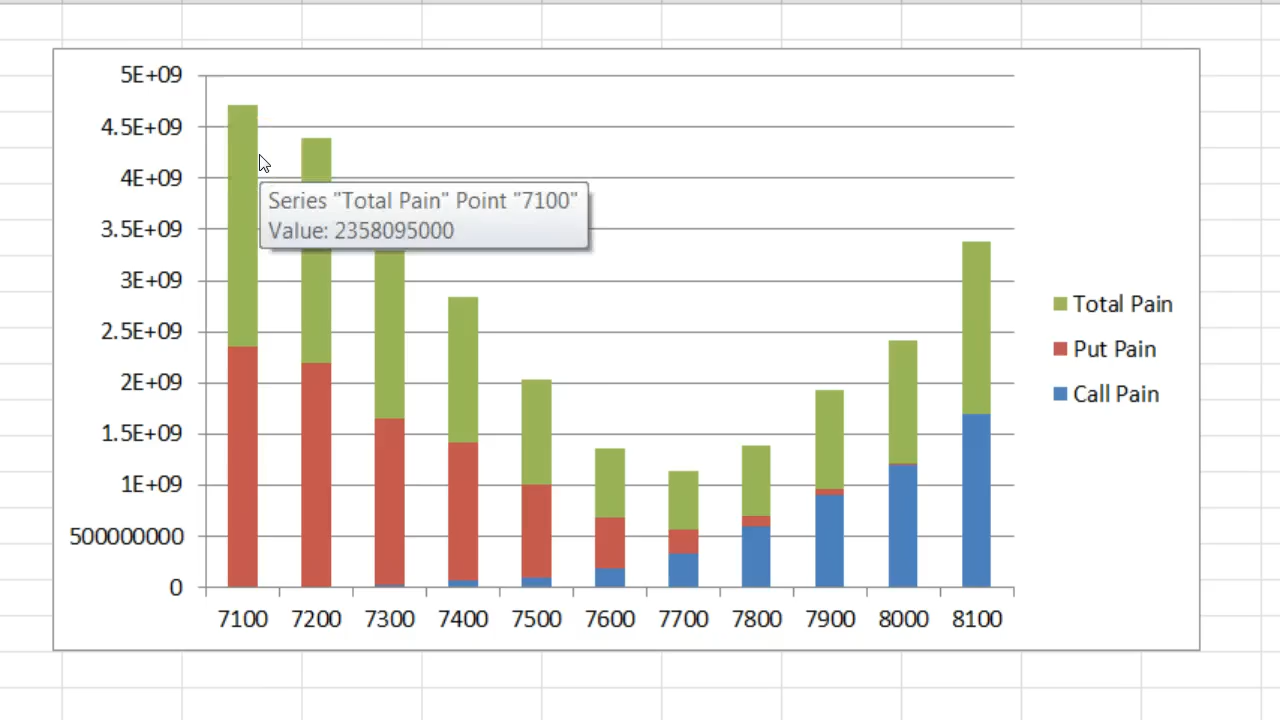 5E+09
4.5E+09
4E+09
3.5E+09
3E+09
2.5E+09
2E+09
1.5E+09
1E+09
500000000
0
Series "Total Pain" Point "7100"
Value: 2358095000
7100 7200 7300 7400 7500 7600 7700 7800 7900 8000 8100
Total Pain
Put Pain
Call Pain